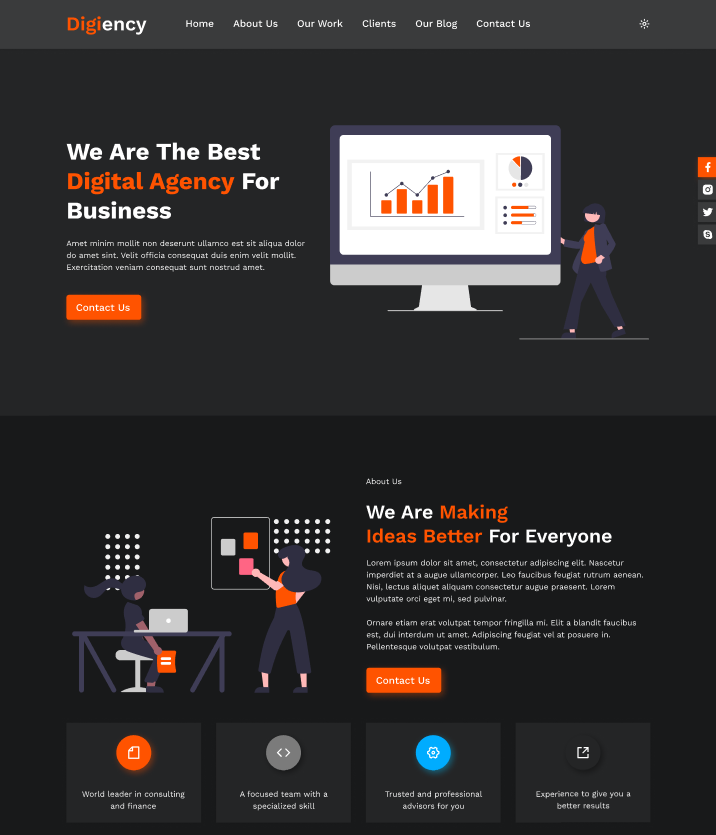 Digiency
Home
About Us
Our Work
Clients
Our Blog
Contact Us
We Are The Best
Digital Agency For
Business
Amet minim mollit non deserunt ullamco est sit aliqua dolor
do amet sint. Velit officia consequat duis enim velit mollit.
Exercitation veniam consequat sunt nostrud amet.
Contact Us
About Us
We Are Making
Ideas Better For Everyone
Lorem ipsum dolor sit amet, consectetur adipiscing elit. Nascetur
imperdiet at a augue ullamcorper. Leo faucibus feugiat rutrum aenean.
Nisi, lectus aliquet aliquam consectetur augue praesent. Lorem
vulputate orci eget mi, sed pulvinar.
Ornare etiam erat volutpat tempor fringilla mi. Elit a blandit faucibus
est, dui interdum ut amet. Adipiscing feugiat vel at posuere in.
Pellentesque volutpat vestibulum.
Contact Us
World leader in consulting
and finance
A focused team with a
specialized skill
Trusted and professional
advisors for you
Experience to give you a
better results